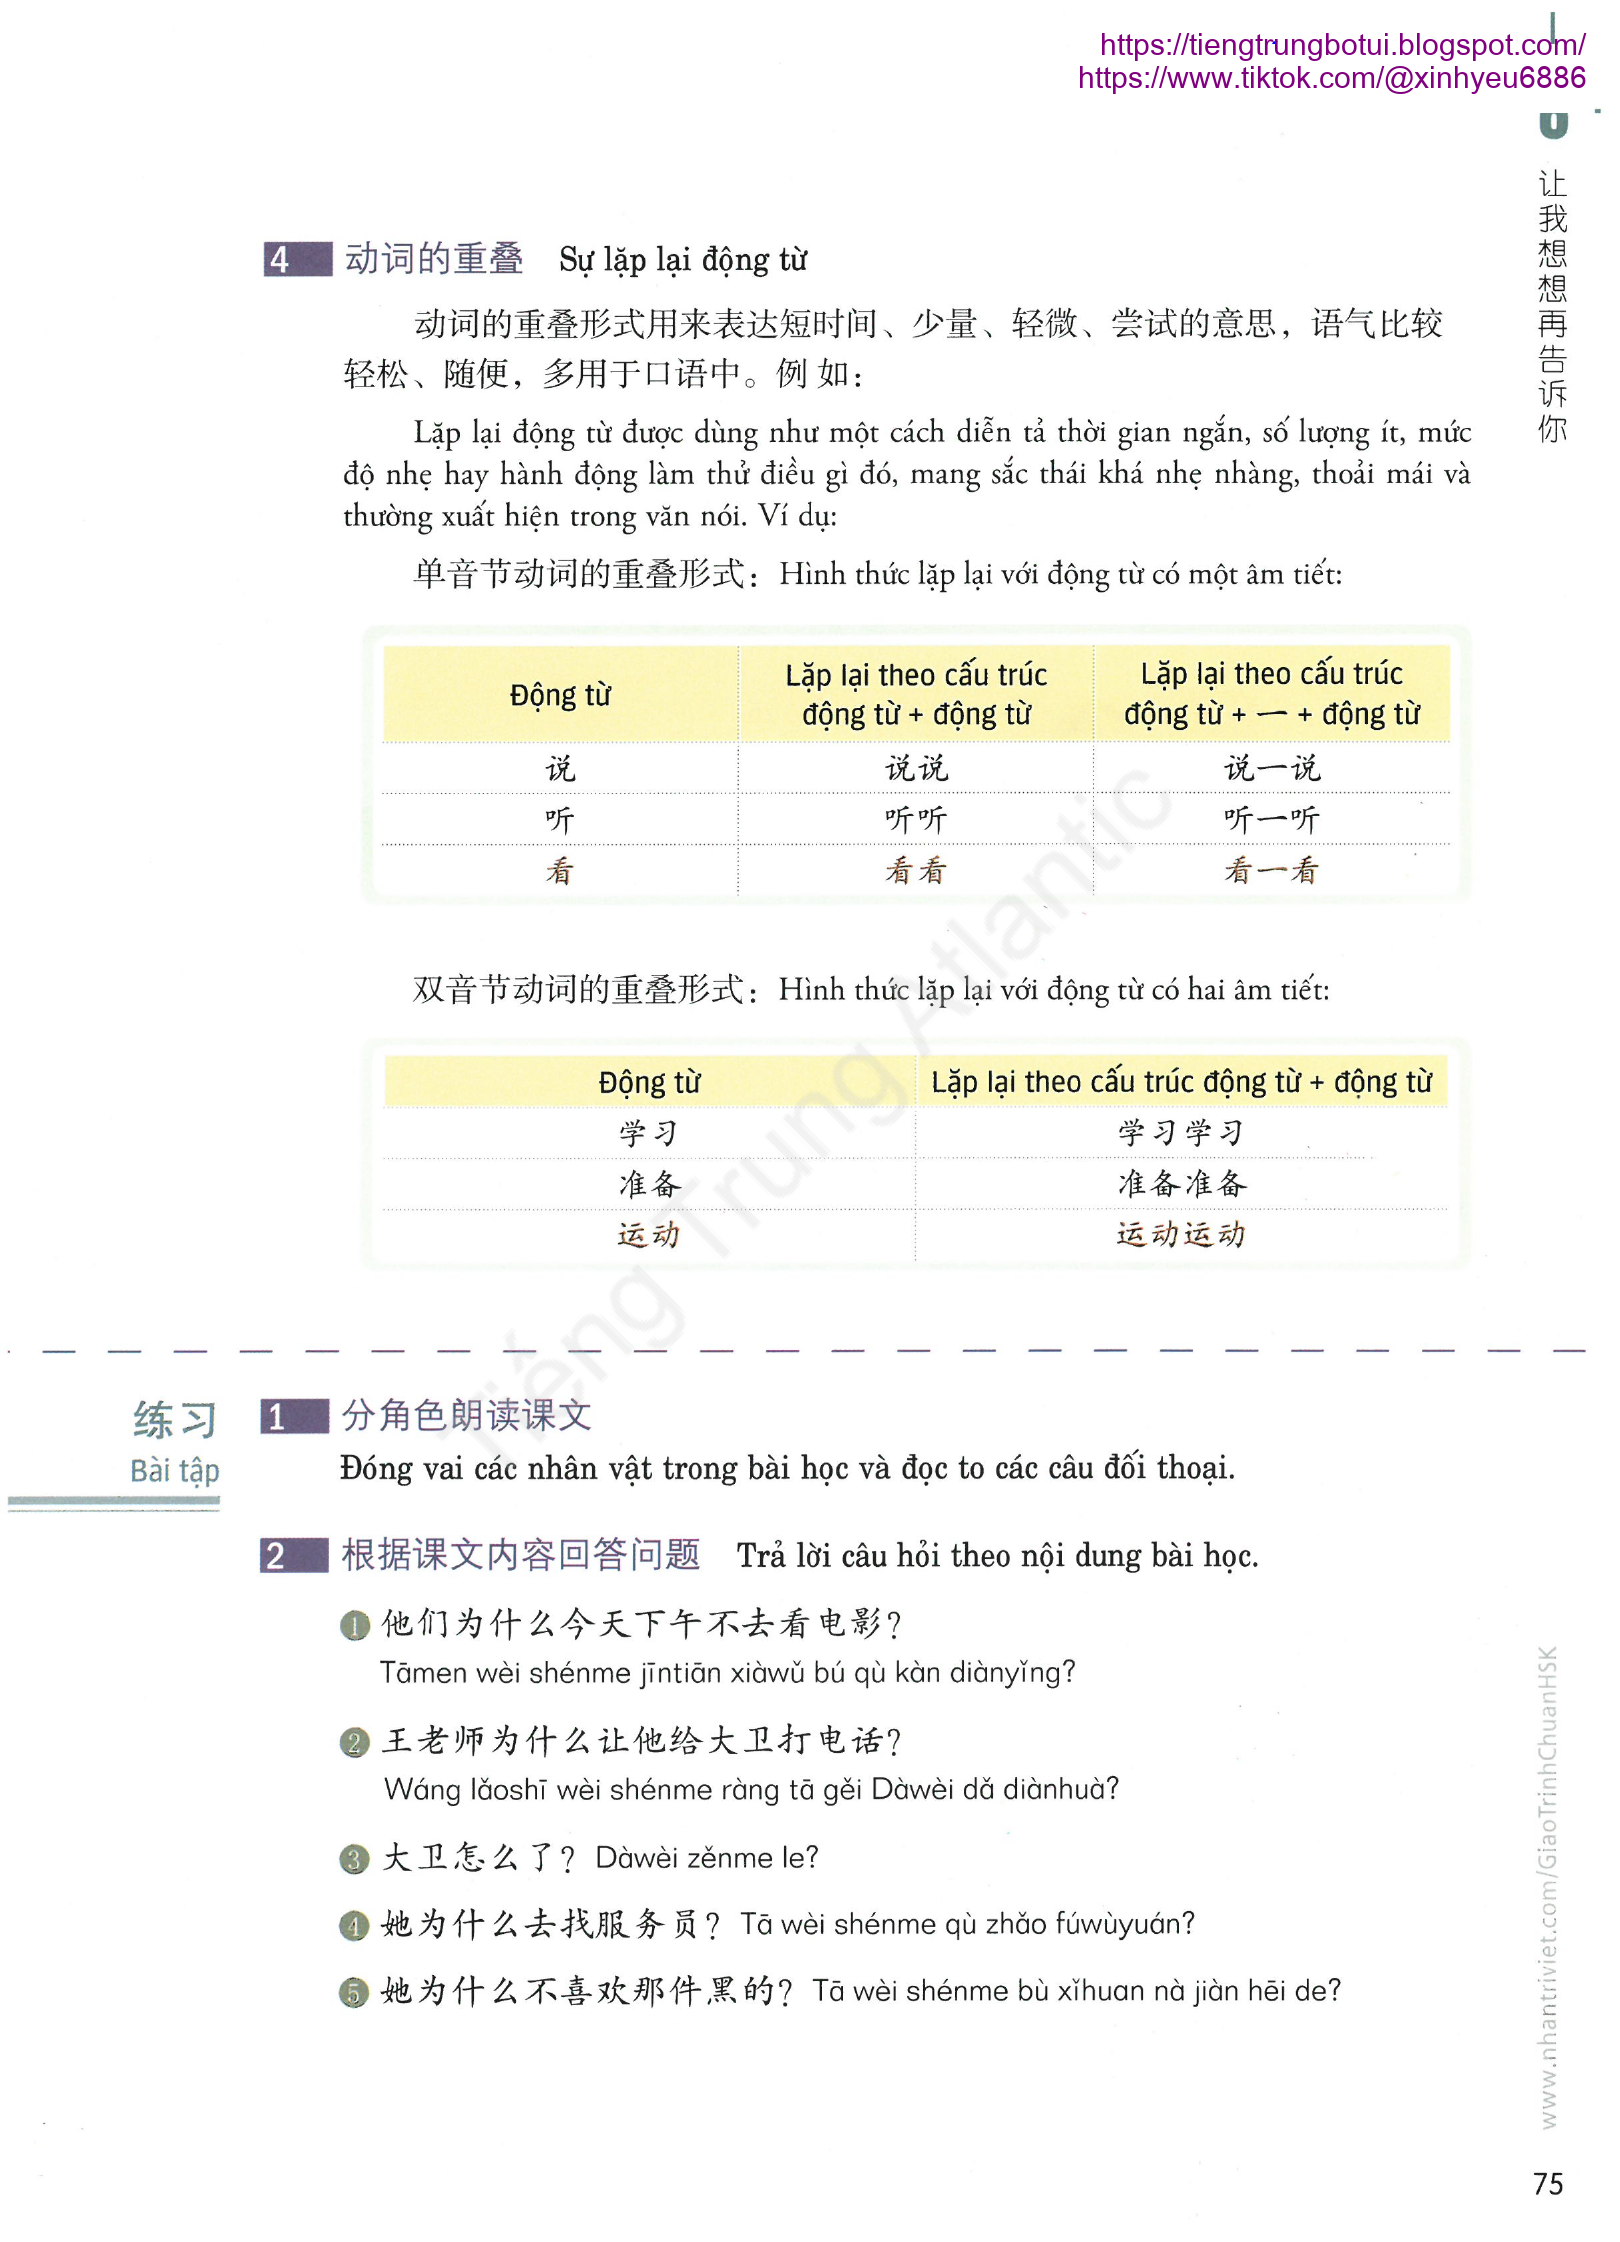 https://tiengtrungbotui.blogspot.com/
https://www.tiktok.com/@xinhyeu6886
让我想想再告诉你
4 动词的重叠 Sự lặp lại động từ
动词的重叠形式用来表达短时间、少量、轻微、尝试的意思，语气比较
轻松、随便，多用于口语中。例如：
Lặp lại động từ được dùng như một cách diễn tả thời gian ngắn, số lượng ít, mức
độ nhẹ hay hành động làm thử điều gì đó, mang sắc thái khá nhẹ nhàng, thoải mái và
thường xuất hiện trong văn nói. Ví dụ:
单音节动词的重叠形式：Hình thức lặp lại với động từ có một âm tiết:
Động từ
Lặp lại theo cấu trúc
động từ + động từ
Lặp lại theo cấu trúc
động từ + 一 + động từ
说 说说 说一说
听 听听 听一听
看 看看 看一看
双音节动词的重叠形式：Hình thức lặp lại với động từ có hai âm tiết:
Động từ Lặp lại theo cấu trúc động từ + động từ
学习 学习学习
准备 准备准备
运动 运动运动
Tiếng Trung Atlantic
练习
Bài tập
1 分角色朗读课文
Đóng vai các nhân vật trong bài học và đọc to các câu đối thoại.
2 根据课文内容回答问题 Trả lời câu hỏi theo nội dung bài học.
1 他们为什么今天下午不去看电影？
Tāmen wèi shénme jīntiān xiàwǔ bú qù kàn diànyǐng?
2 王老师为什么让他给大卫打电话？
Wáng lǎoshī wèi shénme ràng tā gěi Dàwèi dǎ diànhuà?
3 大卫怎么了？ Dàwèi zěnme le?
4 她为什么去找服务员？ Tā wèi shénme qù zhǎo fúwùyuán?
5 她为什么不喜欢那件黑的？ Tā wèi shénme bù xǐhuan nà jiàn hēi de?
www.nhantriviet.com/GiaoTrinhChuanHSK
75